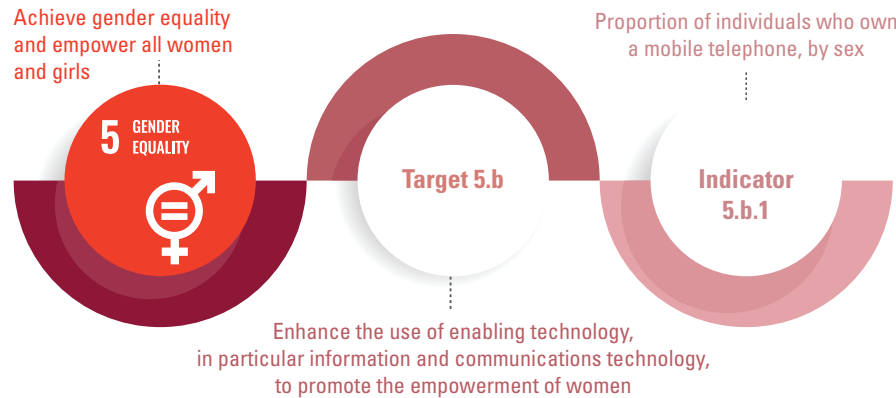 Achieve gender equality
and empower all women
and girls
5 GENDER
EQUALITY
Target 5.b
Enhance the use of enabling technology,
in particular information and communications technology,
to promote the empowerment of women
Proportion of individuals who own
a mobile telephone, by sex
Indicator
5.b.1